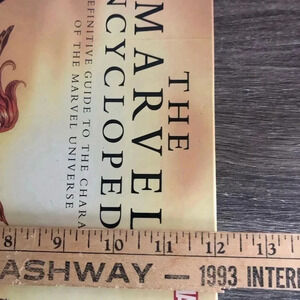 THE
MARVEL
NCYCLOPED
EFINITIVE GUIDE TO THE CHARA
OF THE MARVEL UNIVERSE
8 9 10 11 12 13
ASHWAY — 1993 INTER